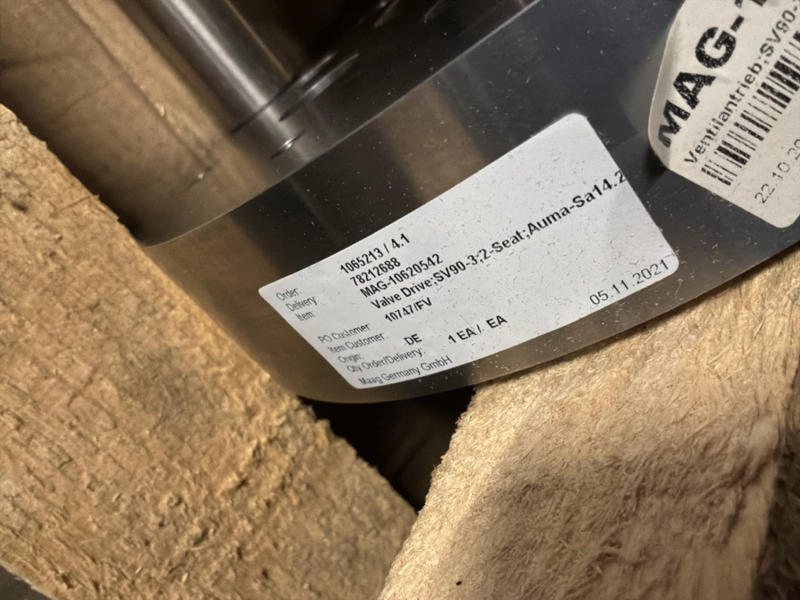 Order: 1065213 / 4.1
Delivery: 78212688
Item: MAG-10620542
Valve Drive;SV90-3;2-Seat;Auma-Sa14.2
PO Customer: 10747/FV
Item Customer:
Origin: DE
Qty Order/Delivery: 1 EA / EA
Maag Germany GmbH
05.11.2021
MAG-1
Ventilantrieb;SV90-
22.10.20